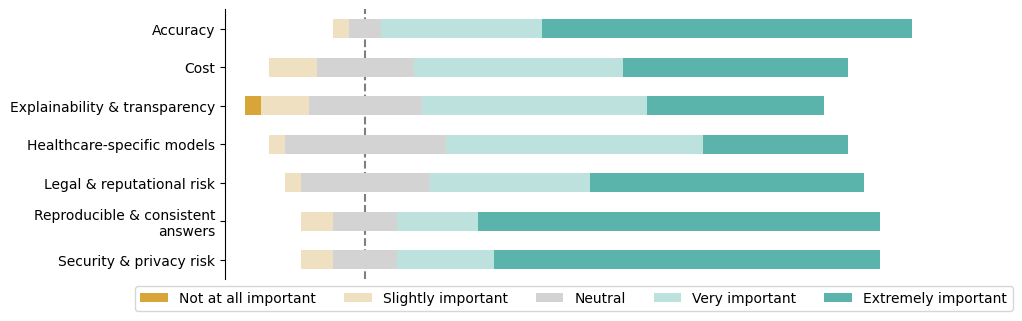 Accuracy
Cost
Explainability & transparency
Healthcare-specific models
Legal & reputational risk
Reproducible & consistent
answers
Security & privacy risk
Not at all important
Slightly important
Neutral
Very important
Extremely important